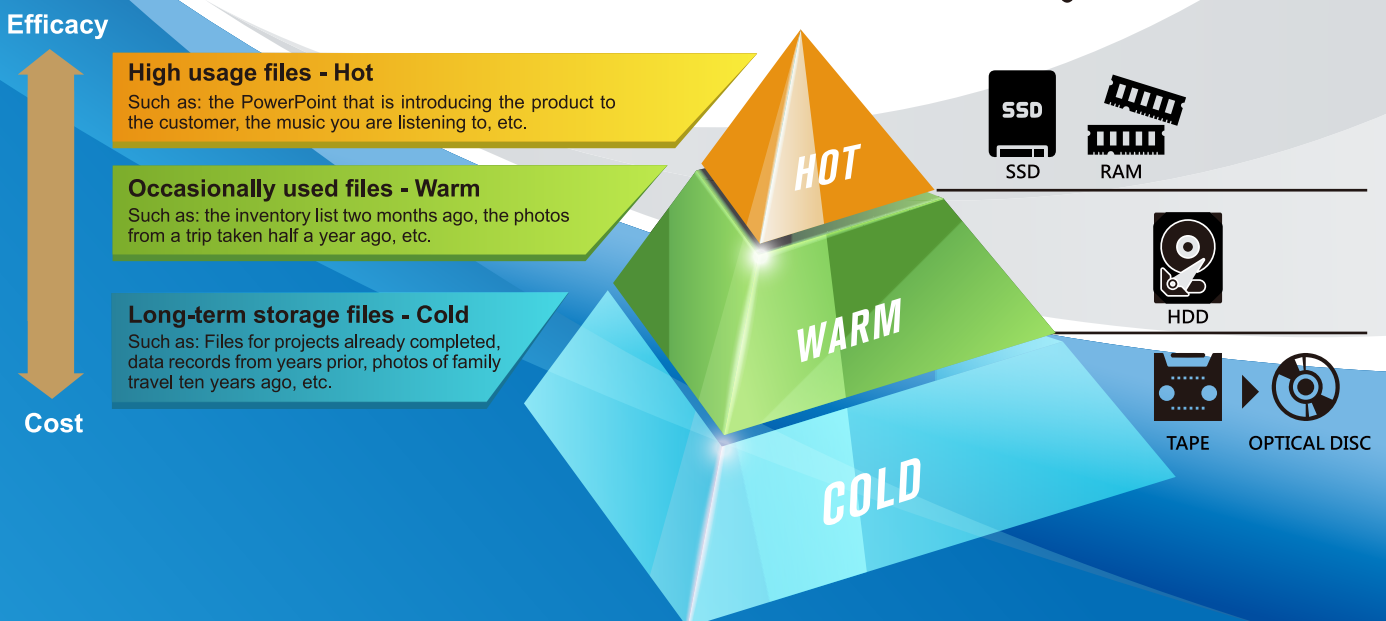 Efficacy
High usage files - Hot
Such as: the PowerPoint that is introducing the product to
the customer, the music you are listening to, etc.
Occasionally used files - Warm
Such as: the inventory list two months ago, the photos
from a trip taken half a year ago, etc.
Long-term storage files - Cold
Such as: Files for projects already completed,
data records from years prior, photos of family
travel ten years ago, etc.
Cost
HOT
WARM
COLD
SSD
SSD
RAM
HDD
TAPE
OPTICAL DISC